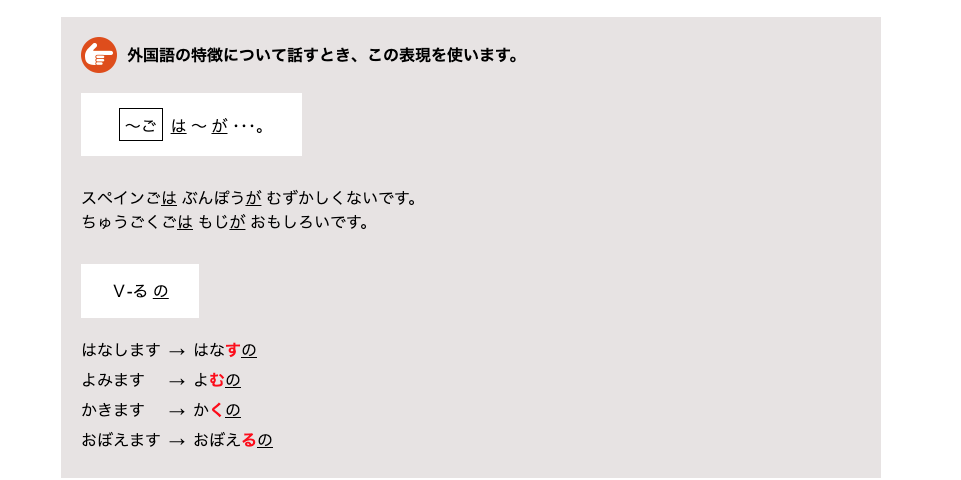 外国語の特徴について話すとき、この表現を使います。
～ご は ～ が ･･･。
スペインごは ぶんぽうが むずかしくないです。
ちゅうごくごは もじが おもしろいです。
Ｖ-る の
はなします → はなすの
よみます → よむの
かきます → かくの
おぼえます → おぼえるの